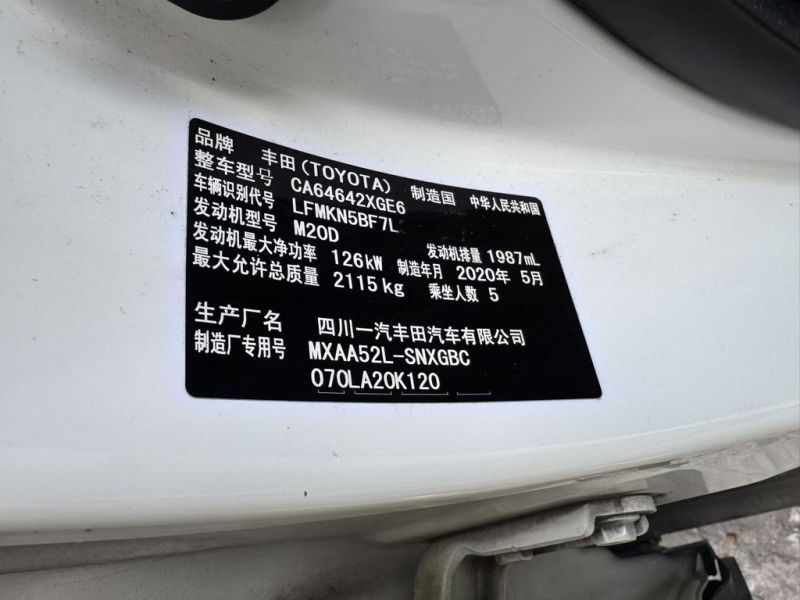 品牌 丰田(TOYOTA) 制造国 中华人民共和国
整车型号 CA64642XGE6
车辆识别代号 LFMKN5BF7L
发动机型号 M20D 发动机排量 1987mL
发动机最大净功率 126kW 制造年月 2020年 5月
最大允许总质量 2115kg 乘坐人数 5
生产厂名 四川一汽丰田汽车有限公司
制造厂专用号 MXAA52L-SNXGBC
070LA20K120